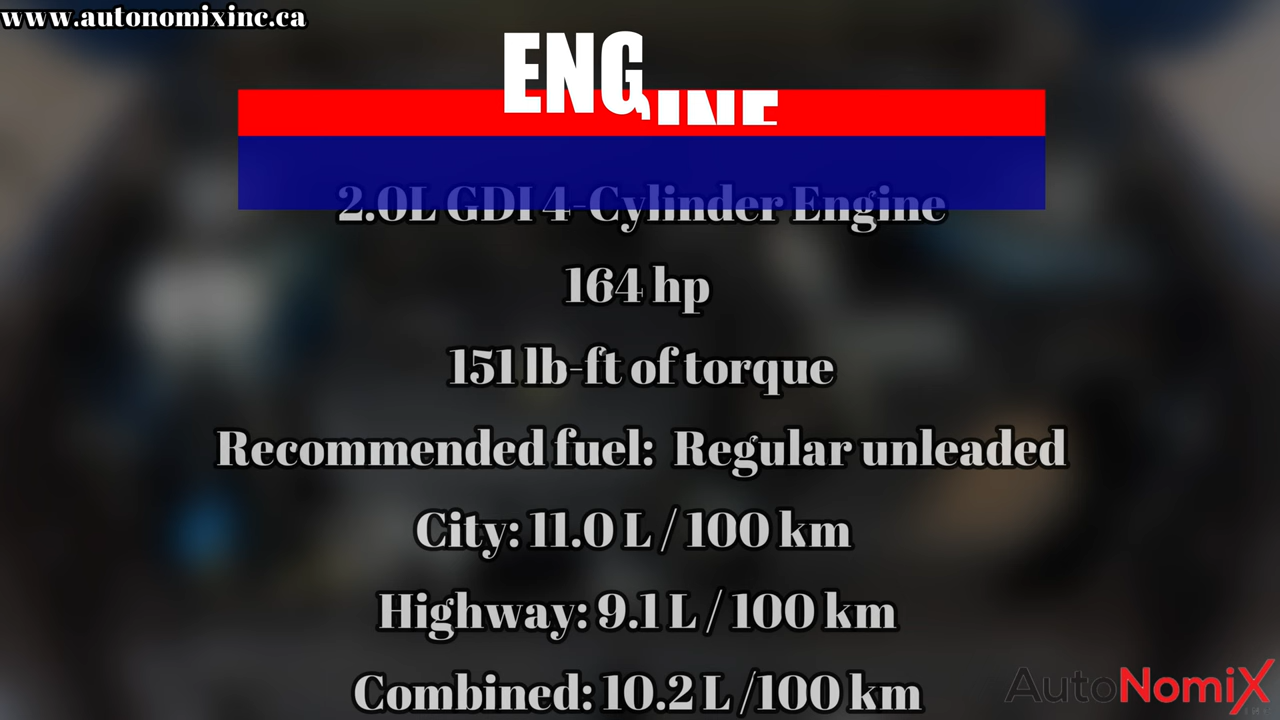 www.autonomixinc.ca
ENGINE
2.0L GDI 4-Cylinder Engine
164 hp
151 lb-ft of torque
Recommended fuel: Regular unleaded
City: 11.0 L / 100 km
Highway: 9.1 L / 100 km
Combined: 10.2 L /100 km
AutoNomiX